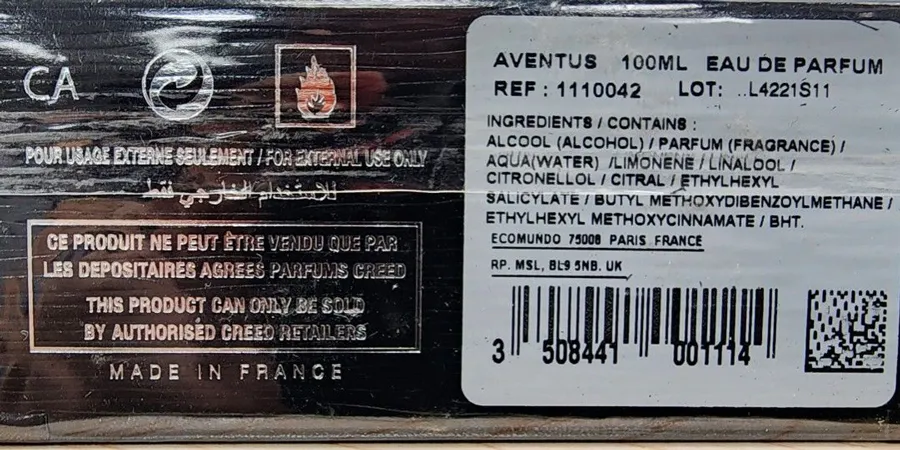 CA
POUR USAGE EXTERNE SEULEMENT / FOR EXTERNAL USE ONLY
للاستخدام الخارجي فقط
CE PRODUIT NE PEUT ÊTRE VENDU QUE PAR
LES DEPOSITAIRES AGREES PARFUMS CREED
THIS PRODUCT CAN ONLY BE SOLD
BY AUTHORISED CREED RETAILERS
MADE IN FRANCE
AVENTUS 100ML EAU DE PARFUM
REF : 1110042 LOT: ..L4221S11
INGREDIENTS / CONTAINS :
ALCOOL (ALCOHOL) / PARFUM (FRAGRANCE) /
AQUA(WATER) /LIMONENE / LINALOOL /
CITRONELLOL / CITRAL / ETHYLHEXYL
SALICYLATE / BUTYL METHOXYDIBENZOYLMETHANE /
ETHYLHEXYL METHOXYCINNAMATE / BHT.
ECOMUNDO 75008 PARIS FRANCE
RP. MSL, BL9 5NB. UK
3 508441 001114